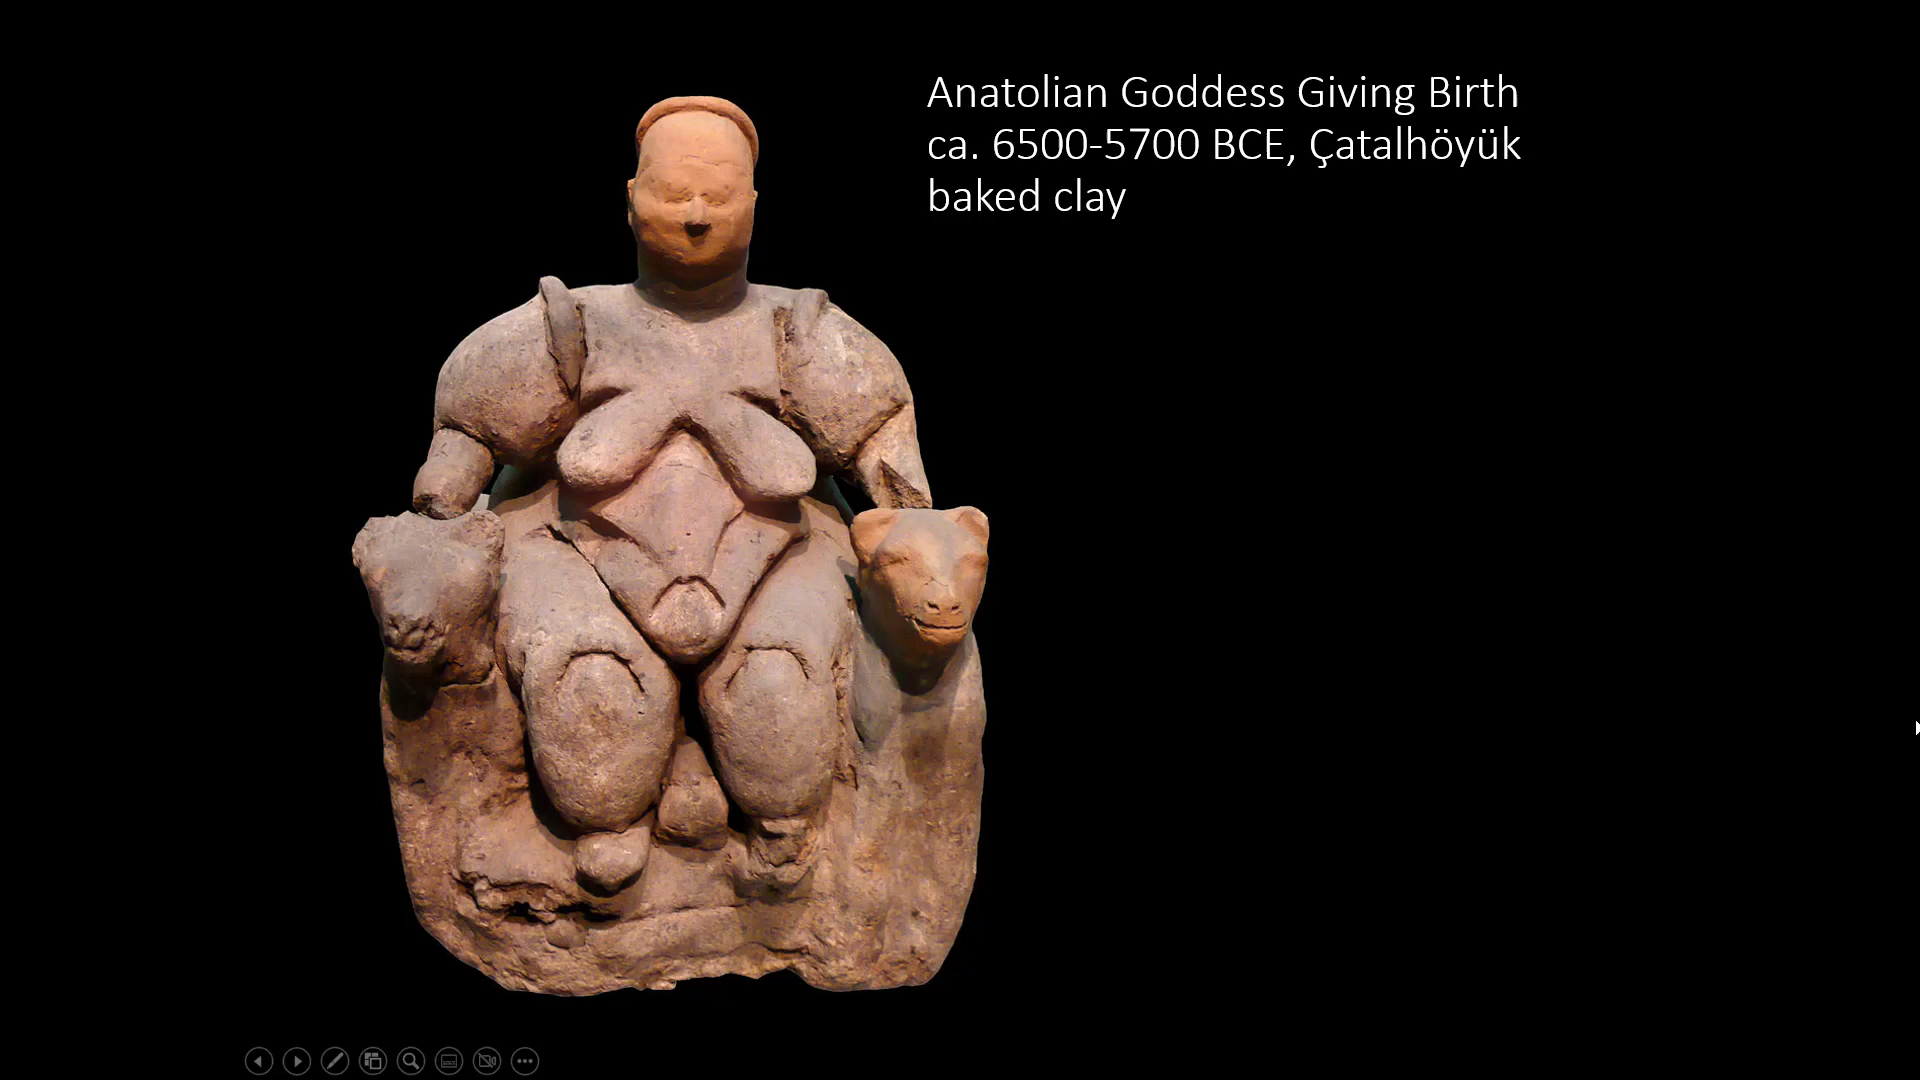 Anatolian Goddess Giving Birth
ca. 6500-5700 BCE, Çatalhöyük
baked clay